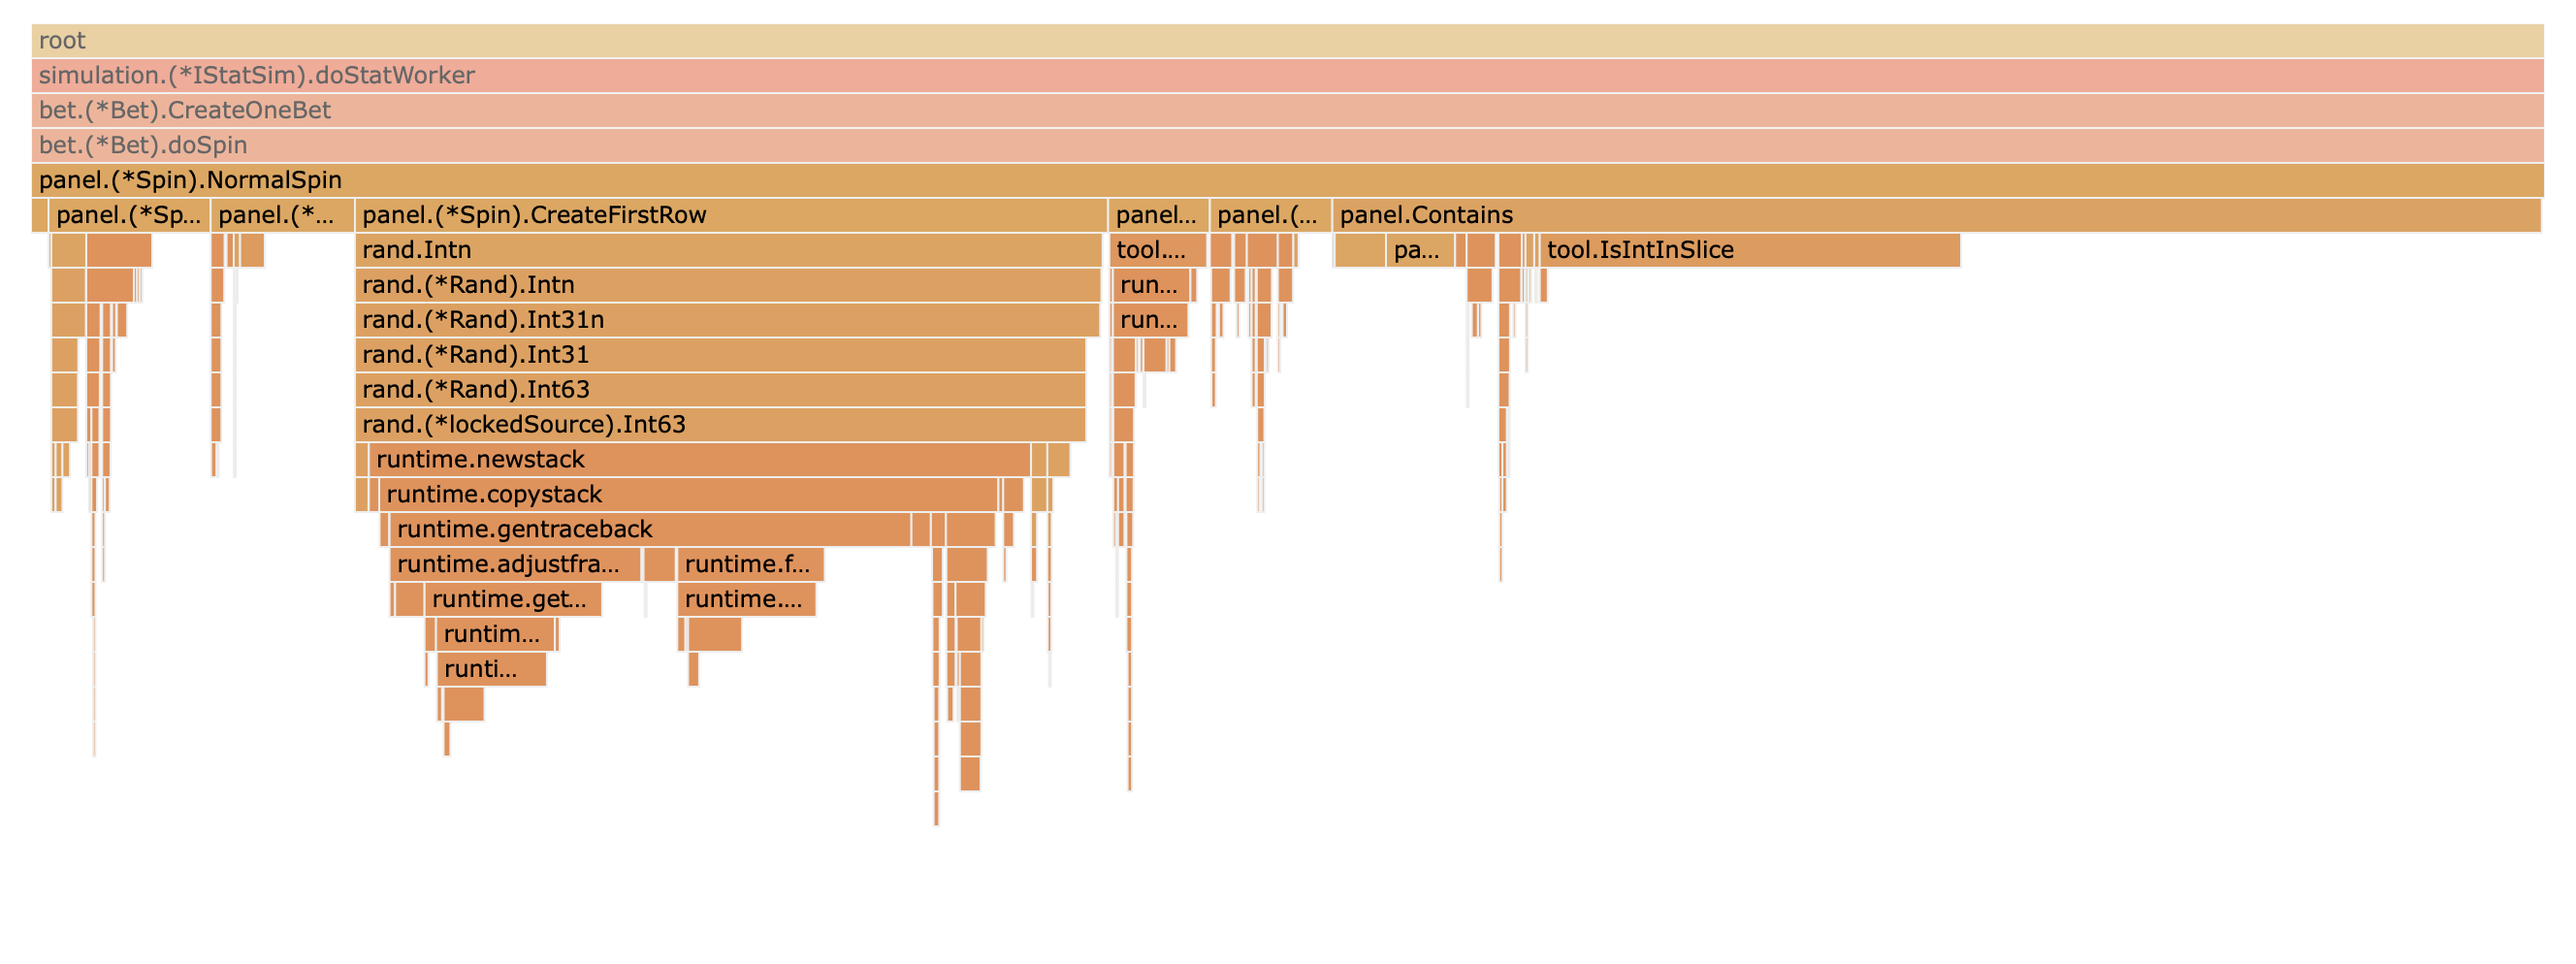 root
simulation.(*IStatSim).doStatWorker
bet.(*Bet).CreateOneBet
bet.(*Bet).doSpin
panel.(*Spin).NormalSpin
panel.(*Sp... panel.(*... panel.(*Spin).CreateFirstRow panel... panel.(... panel.Contains
rand.Intn tool.... pa... tool.IsIntInSlice
rand.(*Rand).Intn run...
rand.(*Rand).Int31n run...
rand.(*Rand).Int31
rand.(*Rand).Int63
rand.(*lockedSource).Int63
runtime.newstack
runtime.copystack
runtime.gentraceback
runtime.adjustfra... runtime.f...
runtime.get... runtime....
runtim...
runti...